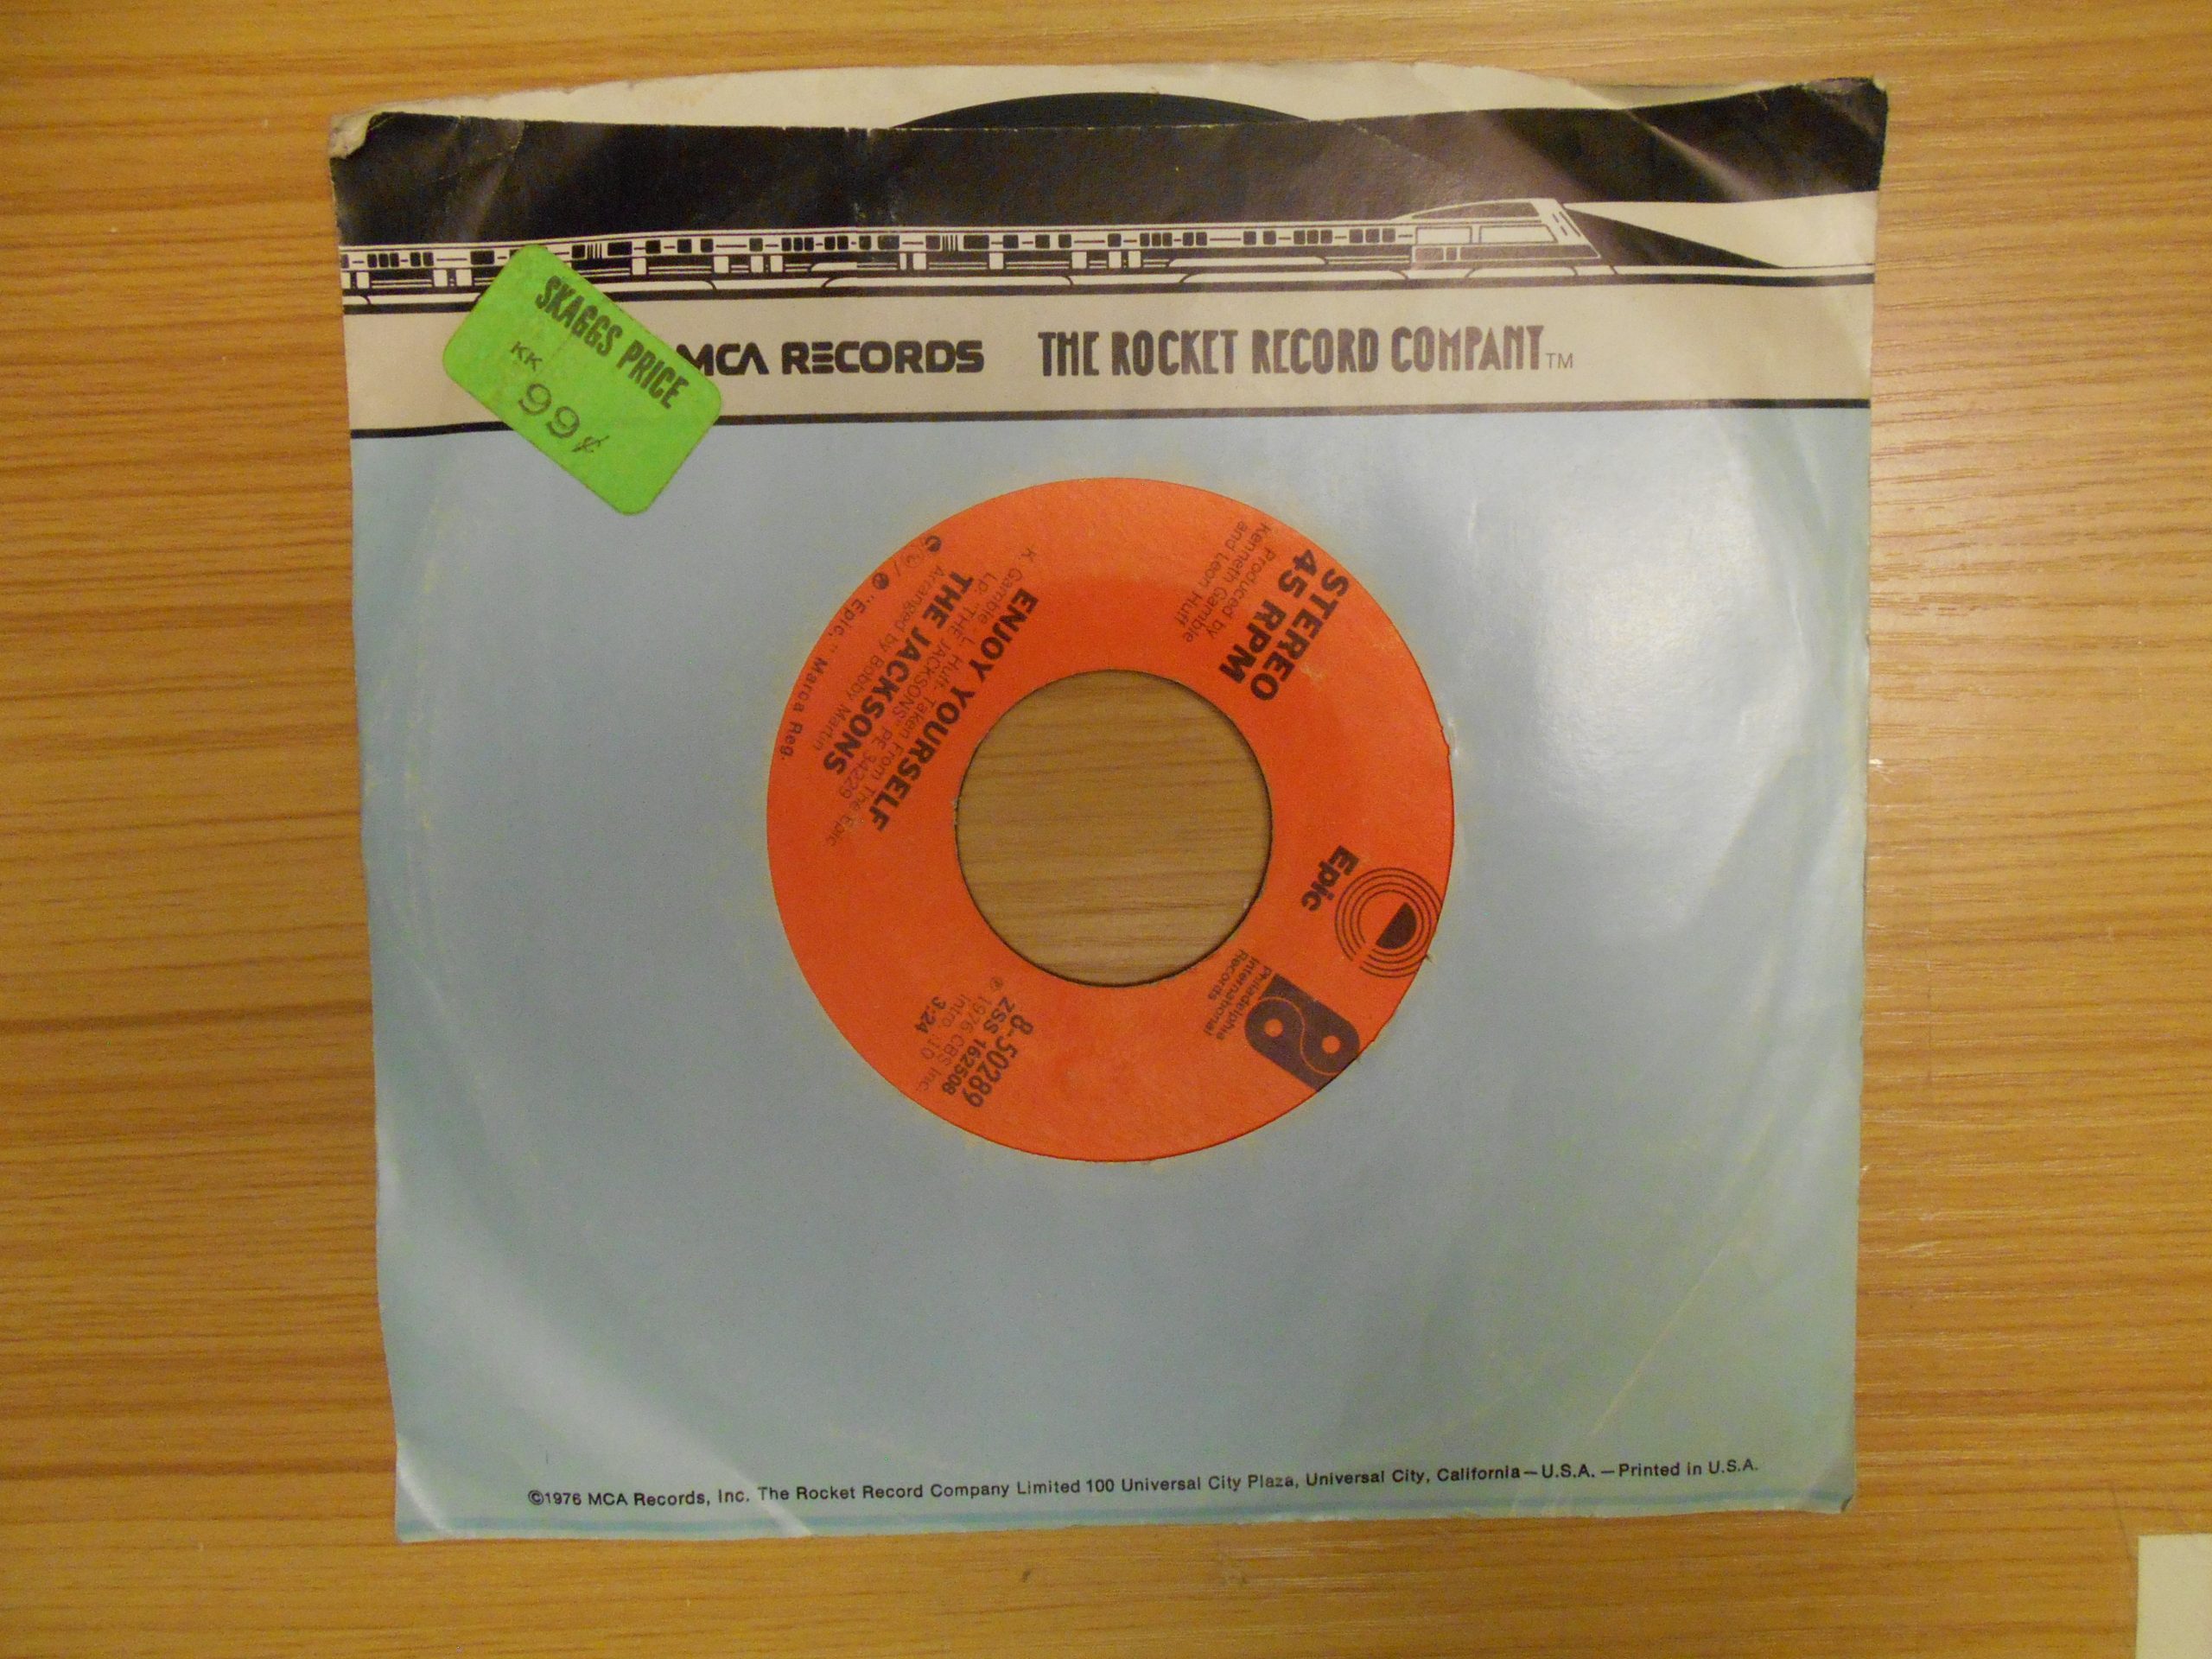 SKAGGS PRICE
KK
99¢
MCA RECORDS THE ROCKET RECORD COMPANY™
Epic
Philadelphia
International
Records
STEREO
45 RPM
Produced by
Kenneth Gamble
and Leon Huff
8-50289
ZSS 162508
℗ 1976 CBS Inc.
Intro. :10
3:24
ENJOY YOURSELF
K. Gamble, L. Huff- Taken From The Epic
Lp: "THE JACKSONS" PE 34229
THE JACKSONS
Arranged by Bobby Martin
"Epic," Marca Reg.
©1976 MCA Records, Inc. The Rocket Record Company Limited 100 Universal City Plaza, Universal City, California—U.S.A. —Printed in U.S.A.